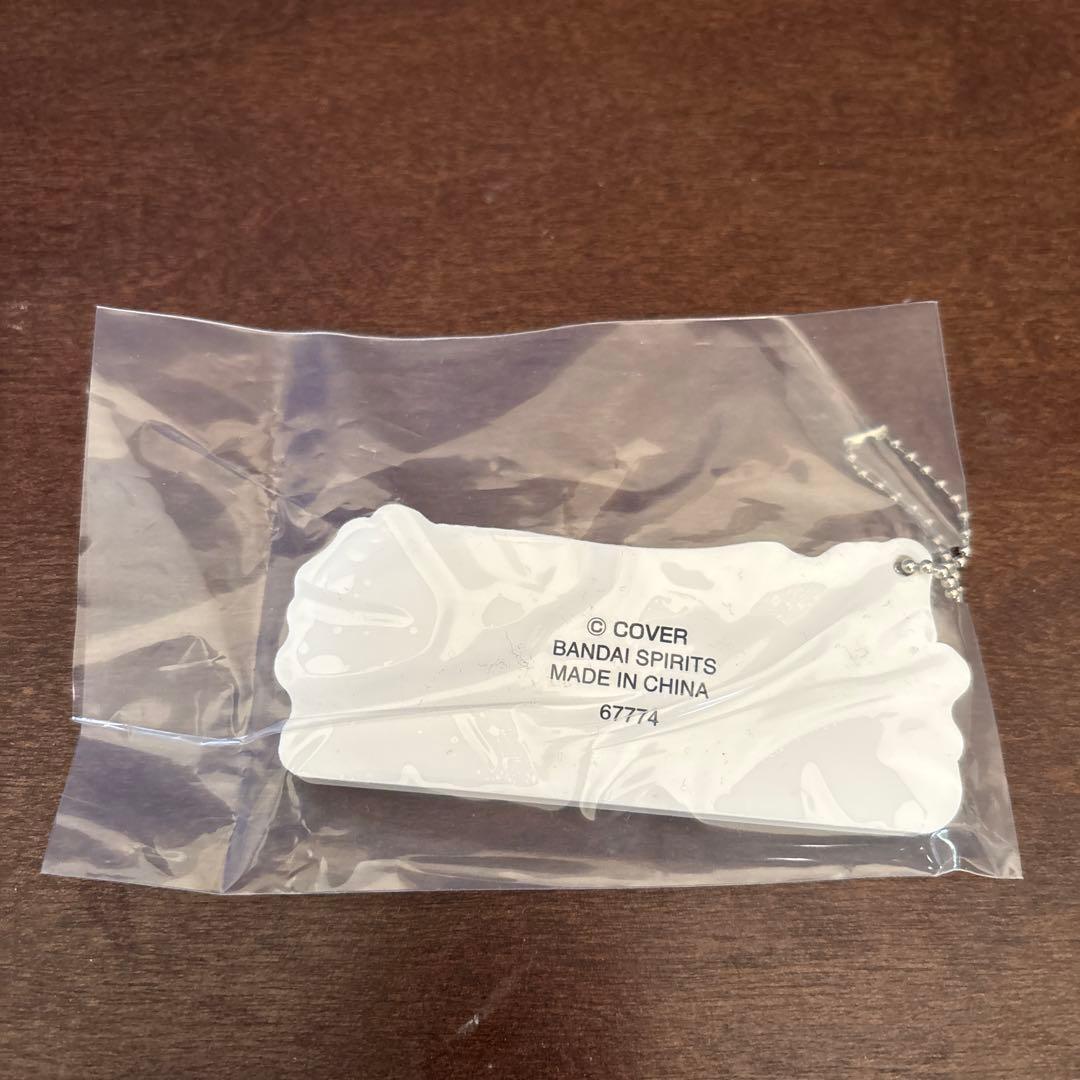 © COVER
BANDAI SPIRITS
MADE IN CHINA
67774